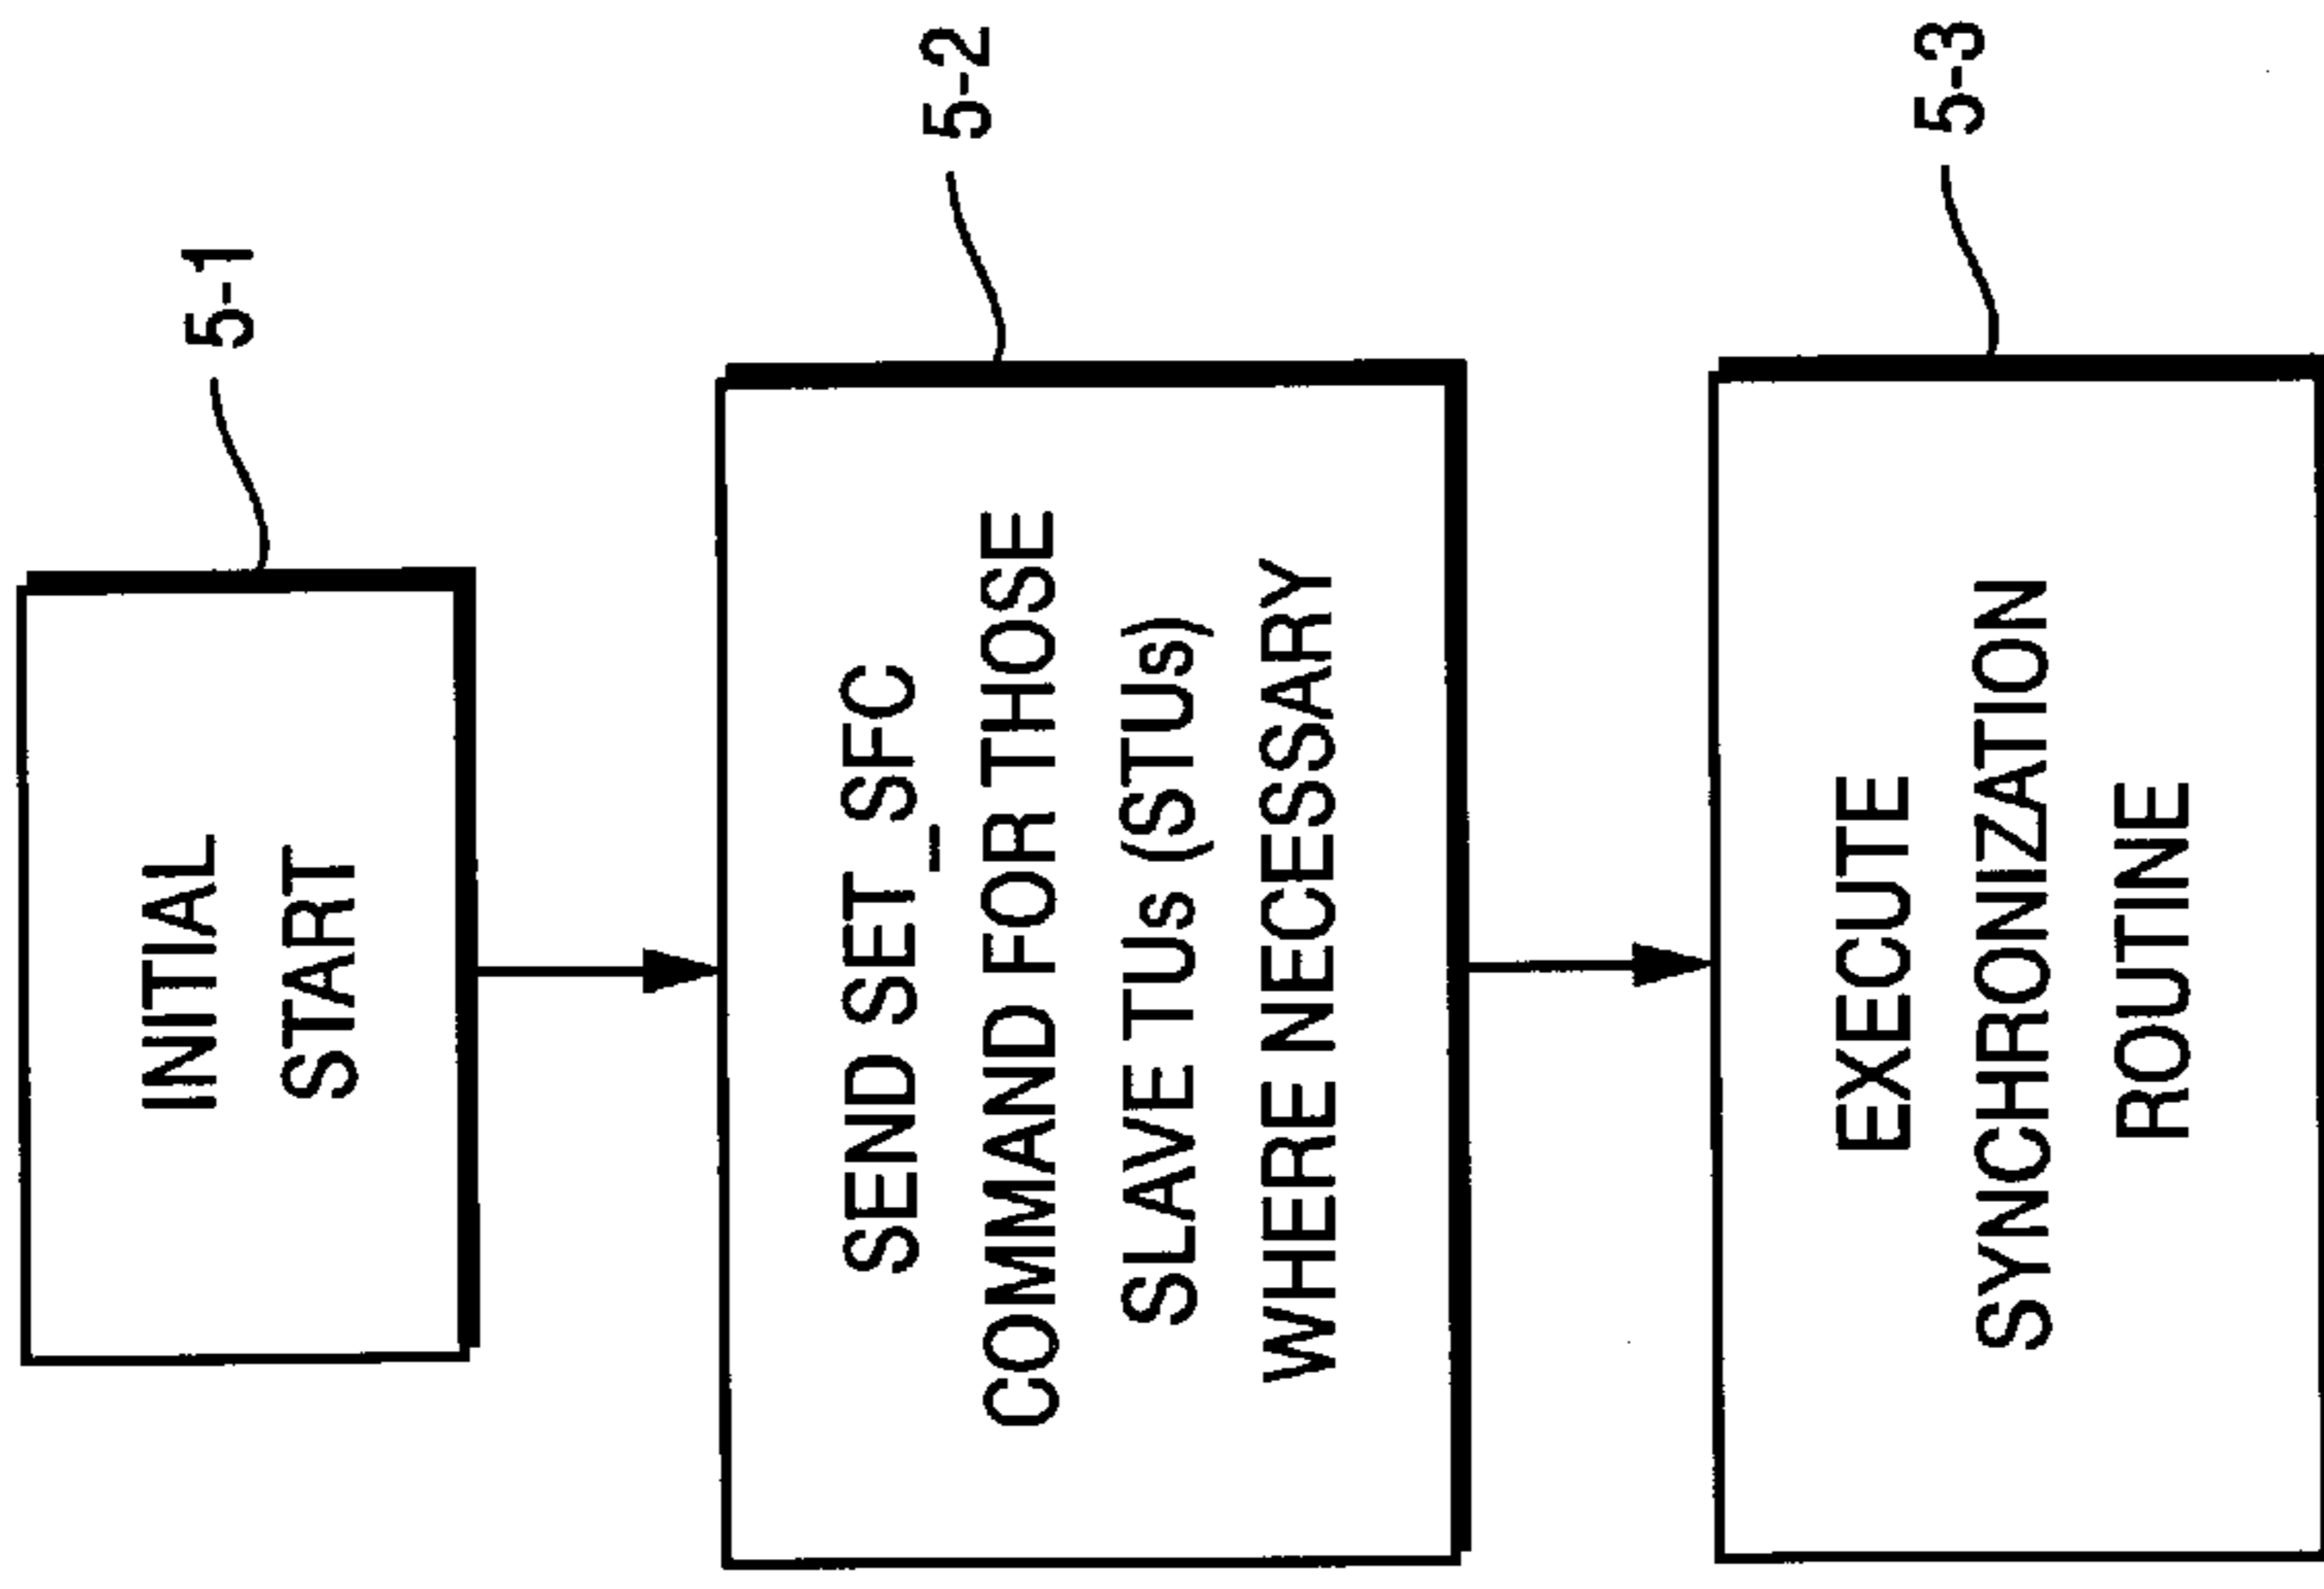 5-1
INITIAL
START
5-2
SEND SET_SFC
COMMAND FOR THOSE
SLAVE TUs (STUs)
WHERE NECESSARY
5-3
EXECUTE
SYNCHRONIZATION
ROUTINE